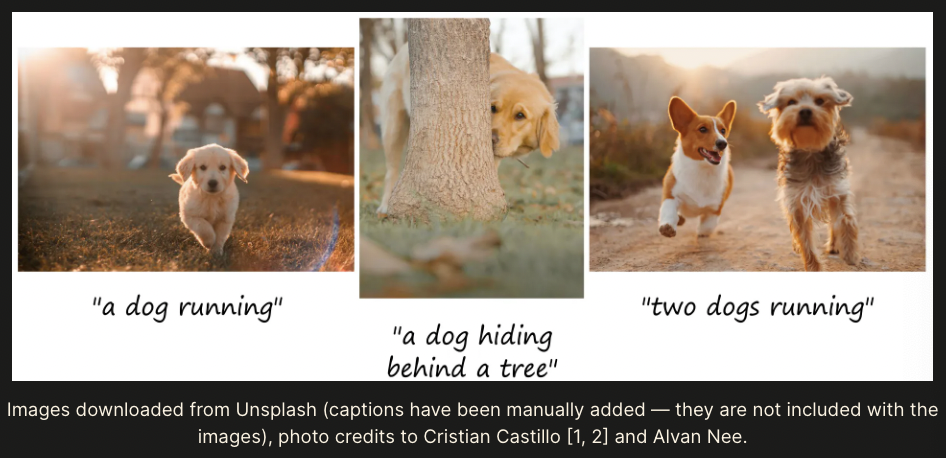 "a dog running"
"a dog hiding
behind a tree"
"two dogs running"
Images downloaded from Unsplash (captions have been manually added — they are not included with the
images), photo credits to Cristian Castillo [1, 2] and Alvan Nee.